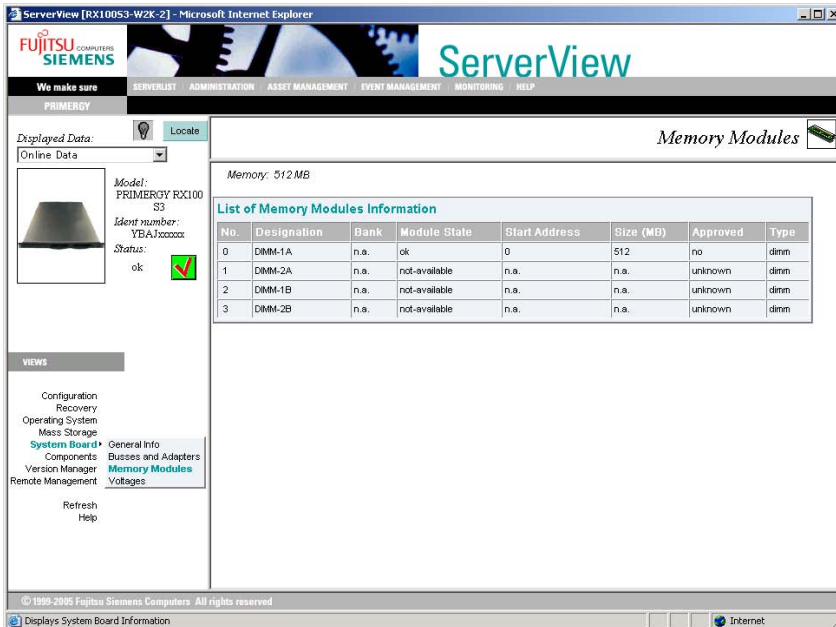 ServerView [RX100S3-W2K-2] - Microsoft Internet Explorer
FUJITSU COMPUTERS
SIEMENS
ServerView
We make sure
SERVERLIST ADMINISTRATION ASSET MANAGEMENT EVENT MANAGEMENT MONITORING HELP
PRIMERGY
Displayed Data:
Locate
Online Data
Memory Modules
Model:
PRIMERGY RX100
S3
Ident number:
YBAJxxxxxx
Status:
ok
Memory: 512 MB
List of Memory Modules Information
No. Designation Bank Module State Start Address Size (MB) Approved Type
0 DIMM-1A n.a. ok 0 512 no dimm
1 DIMM-2A n.a. not-available n.a. n.a. unknown dimm
2 DIMM-1B n.a. not-available n.a. n.a. unknown dimm
3 DIMM-2B n.a. not-available n.a. n.a. unknown dimm
VIEWS
Configuration
Recovery
Operating System
Mass Storage
System Board
Components
Version Manager
Remote Management
General Info
Busses and Adapters
Memory Modules
Voltages
Refresh
Help
© 1999-2005 Fujitsu Siemens Computers All rights reserved
Displays System Board Information
Internet